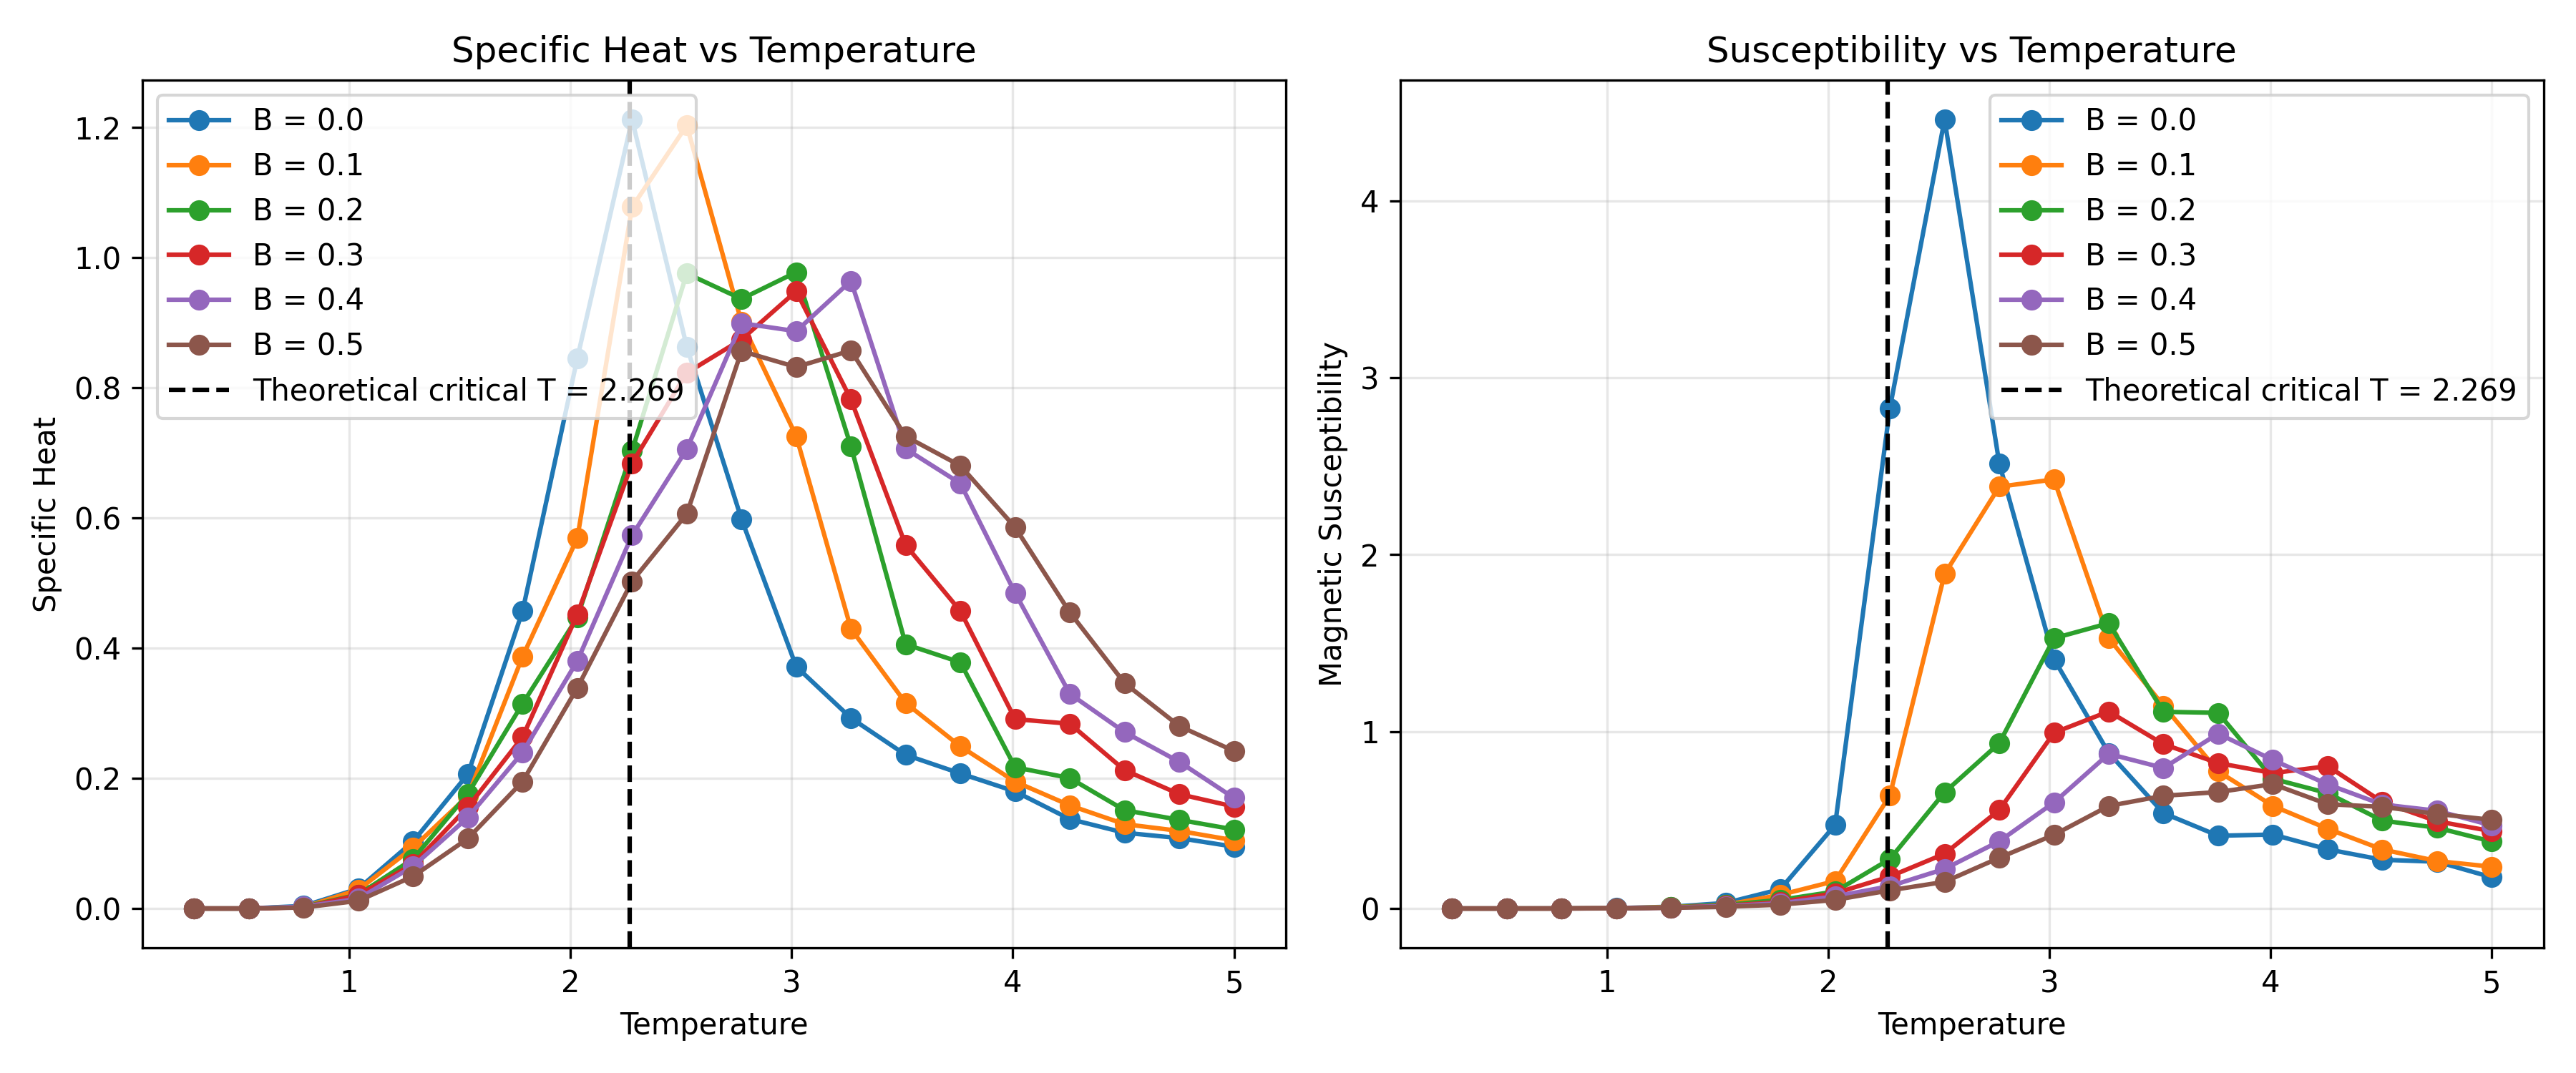 Specific Heat vs Temperature
Specific Heat
1.2
1.0
0.8
0.6
0.4
0.2
0.0
B = 0.0
B = 0.1
B = 0.2
B = 0.3
B = 0.4
B = 0.5
Theoretical critical T = 2.269
1 2 3 4 5
Temperature
Susceptibility vs Temperature
Magnetic Susceptibility
4
3
2
1
0
B = 0.0
B = 0.1
B = 0.2
B = 0.3
B = 0.4
B = 0.5
Theoretical critical T = 2.269
1 2 3 4 5
Temperature